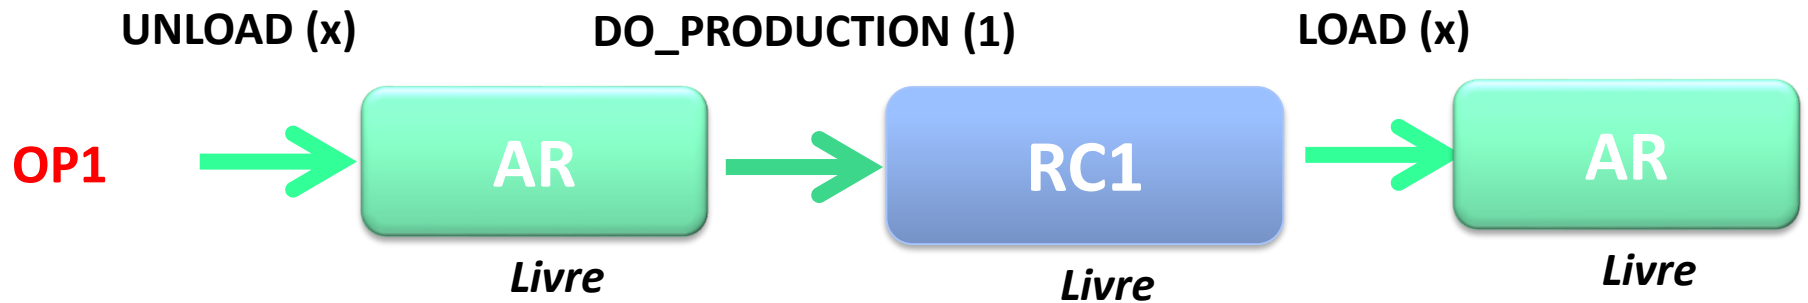 UNLOAD (x)
DO_PRODUCTION (1)
LOAD (x)
OP1
AR
RC1
AR
Livre
Livre
Livre